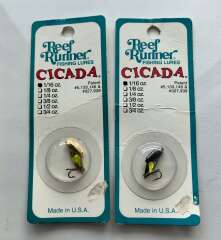 Reef Runner
FISHING LURES
CICADA
1/16 oz.
1/8 oz.
1/4 oz.
3/8 oz.
1/2 oz.
3/4 oz.
Patent
Made in U.S.A.
Reef Runner
FISHING LURES
CICADA
1/16 oz.
1/8 oz.
1/4 oz.
3/8 oz.
1/2 oz.
3/4 oz.
Patent
Made in U.S.A.